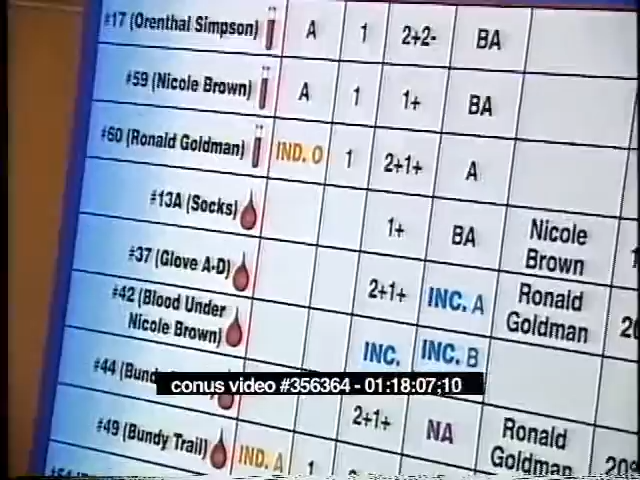 #17 (Orenthal Simpson) A 1 2+2- BA
#59 (Nicole Brown) A 1 1+ BA
#60 (Ronald Goldman) IND. O 1 2+1+ A
#13A (Socks) 1+ BA Nicole
Brown
#37 (Glove A-D) 2+1+ INC. A Ronald
Goldman
#42 (Blood Under
Nicole Brown) INC. INC. B
#44 (Bund
conus video #356364 - 01:18:07;10
2+1+ NA Ronald
Goldman
#49 (Bundy Trail) IND. A 1